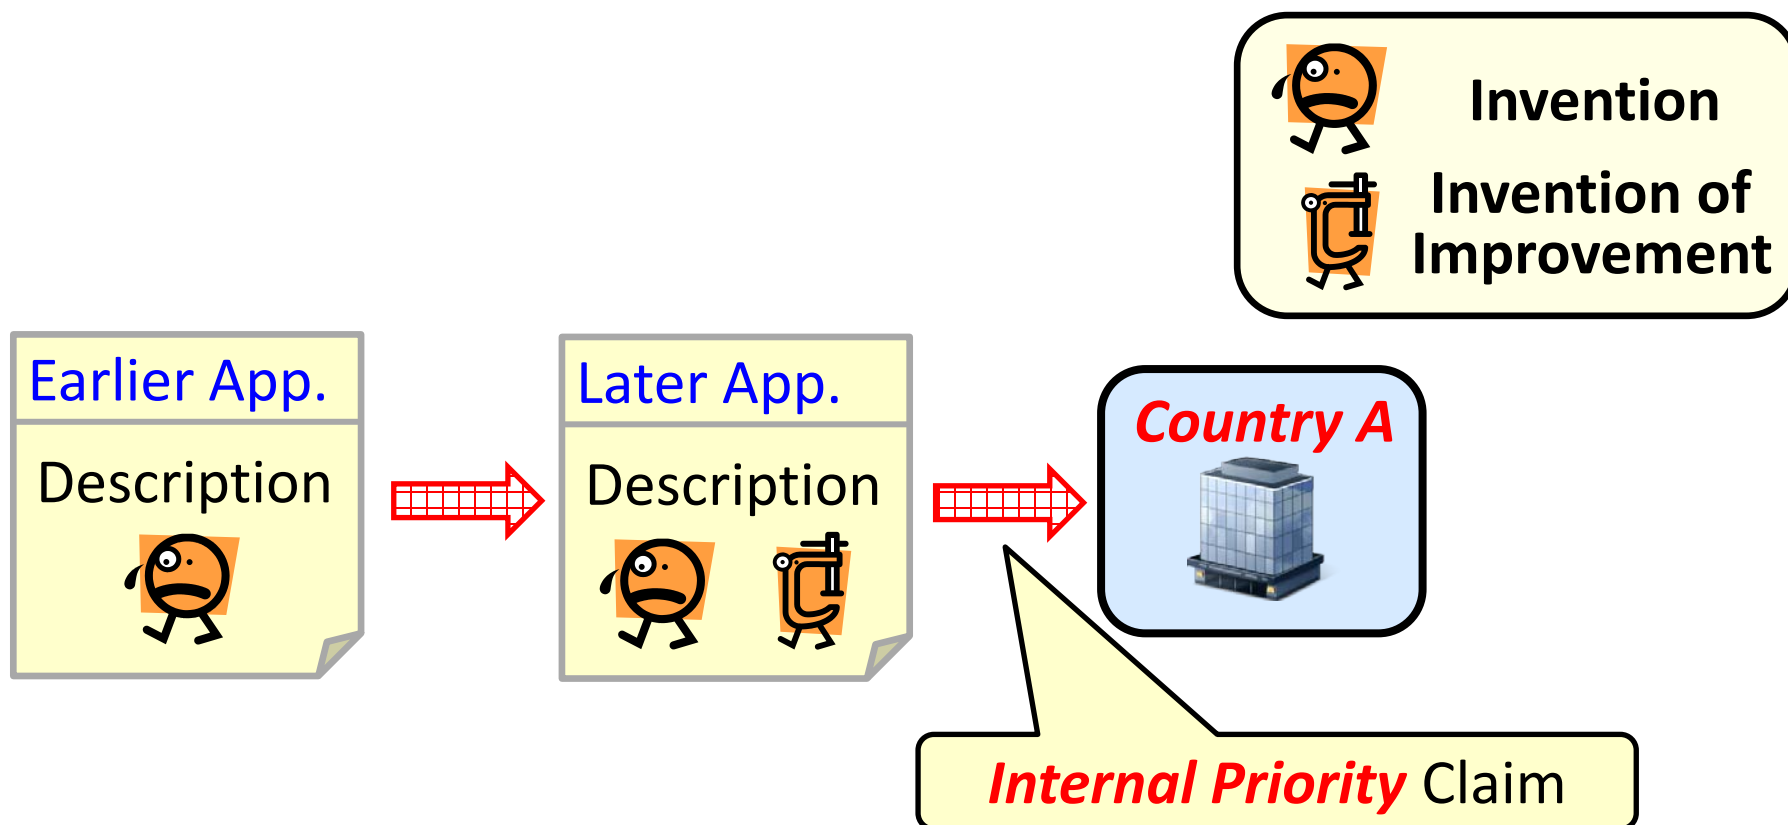 Invention
Invention of
Improvement
Earlier App.
Description
Later App.
Description
Country A
Internal Priority Claim